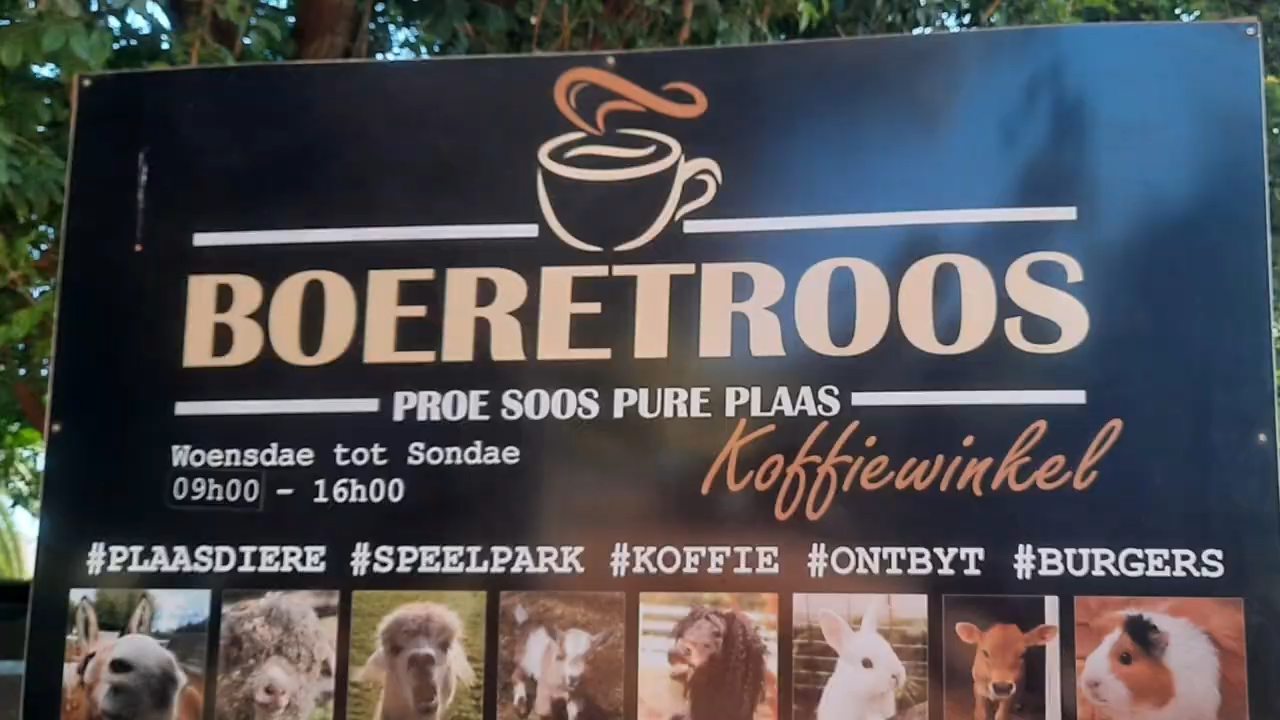 BOERETROOS
PROE SOOS PURE PLAAS
Koffiewinkel
Woensdae tot Sondae
09h00 - 16h00
#PLAASDIERE #SPEELPARK #KOFFIE #ONTBYT #BURGERS